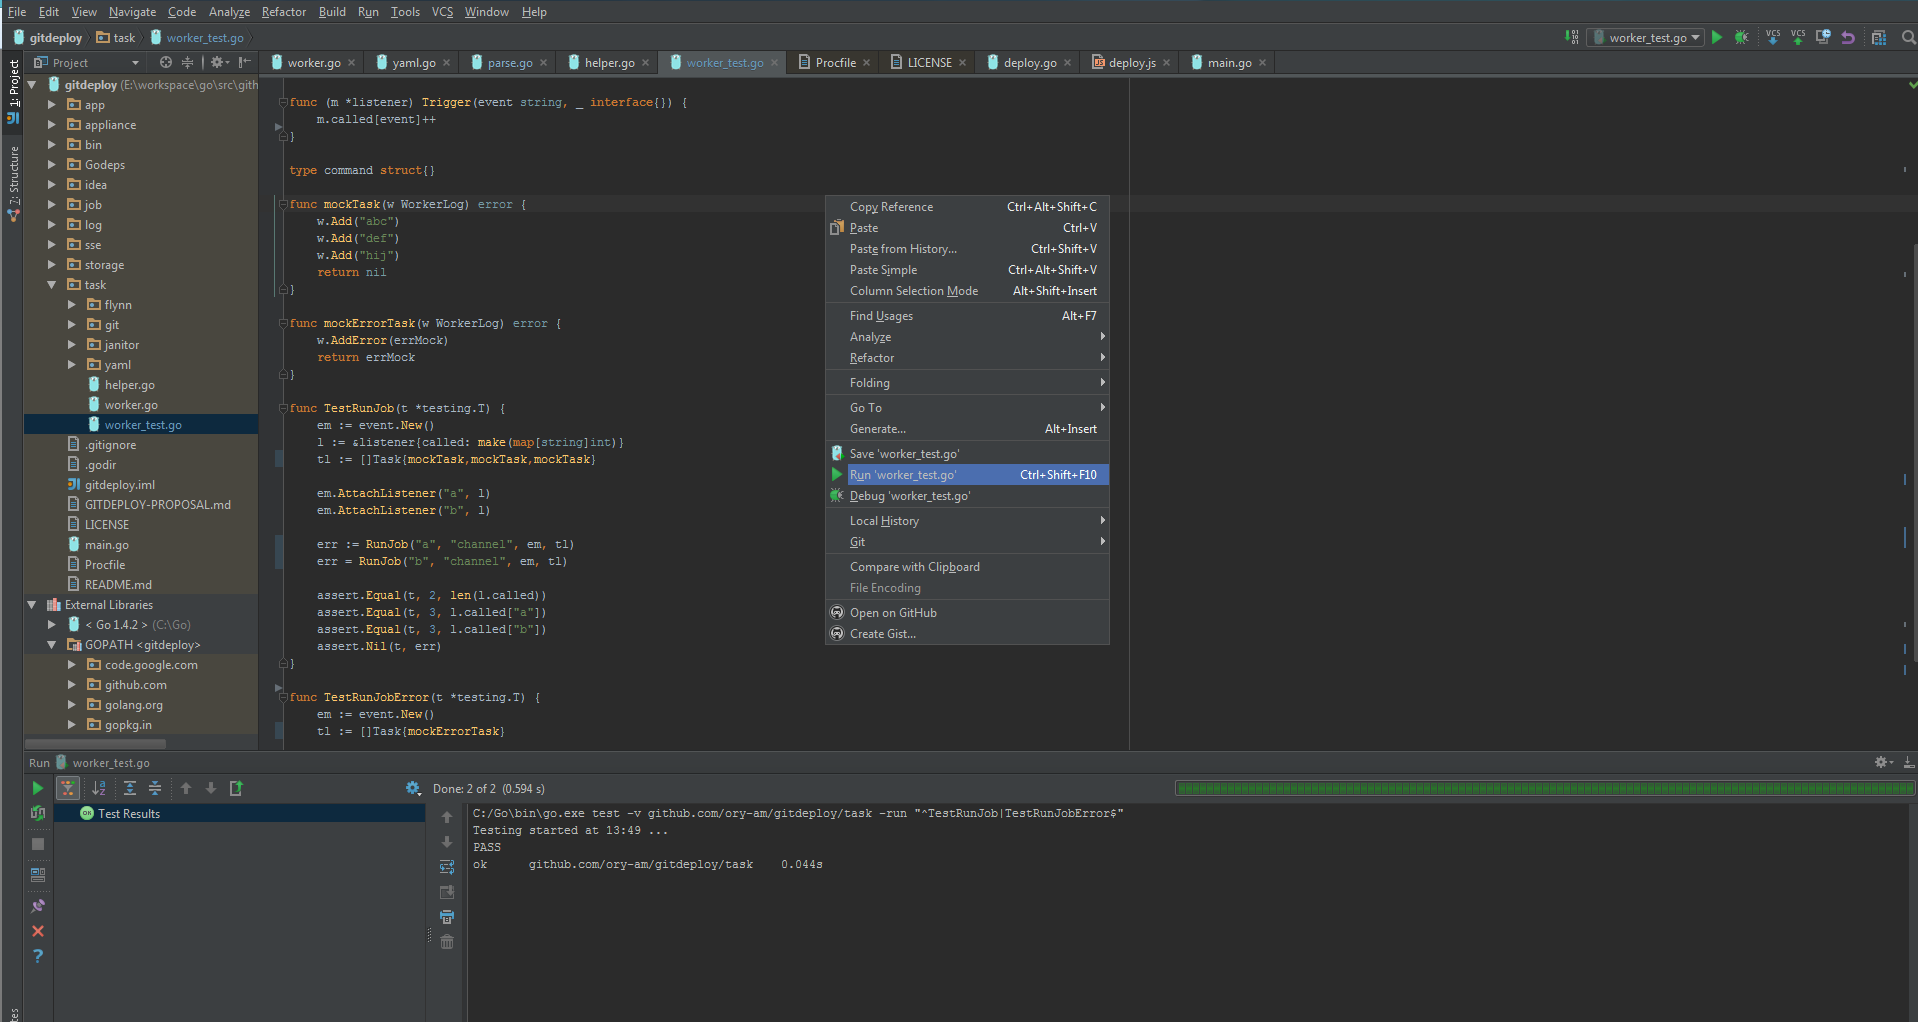 File Edit View Navigate Code Analyze Refactor Build Run Tools VCS Window Help
gitdeploy task worker_test.go
worker_test.go VCS VCS
1: Project
7: Structure
Project
worker.go yaml.go parse.go helper.go worker_test.go Procfile LICENSE deploy.go deploy.js main.go
gitdeploy (E:\workspace\go\src\gith
app
appliance
bin
Godeps
idea
job
log
sse
storage
task
flynn
git
janitor
yaml
helper.go
worker.go
worker_test.go
.gitignore
.godir
gitdeploy.iml
GITDEPLOY-PROPOSAL.md
LICENSE
main.go
Procfile
README.md
External Libraries
< Go 1.4.2 > (C:\Go)
GOPATH <gitdeploy>
code.google.com
github.com
golang.org
gopkg.in
func (m *listener) Trigger(event string, _ interface{}) {
m.called[event]++
}
type command struct{}
func mockTask(w WorkerLog) error {
w.Add("abc")
w.Add("def")
w.Add("hij")
return nil
}
func mockErrorTask(w WorkerLog) error {
w.AddError(errMock)
return errMock
}
func TestRunJob(t *testing.T) {
em := event.New()
l := &listener{called: make(map[string]int)}
tl := []Task{mockTask,mockTask,mockTask}
em.AttachListener("a", l)
em.AttachListener("b", l)
err := RunJob("a", "channel", em, tl)
err = RunJob("b", "channel", em, tl)
assert.Equal(t, 2, len(l.called))
assert.Equal(t, 3, l.called["a"])
assert.Equal(t, 3, l.called["b"])
assert.Nil(t, err)
}
func TestRunJobError(t *testing.T) {
em := event.New()
tl := []Task{mockErrorTask}
Copy Reference Ctrl+Alt+Shift+C
Paste Ctrl+V
Paste from History... Ctrl+Shift+V
Paste Simple Ctrl+Alt+Shift+V
Column Selection Mode Alt+Shift+Insert
Find Usages Alt+F7
Analyze
Refactor
Folding
Go To
Generate... Alt+Insert
Save 'worker_test.go'
Run 'worker_test.go' Ctrl+Shift+F10
Debug 'worker_test.go'
Local History
Git
Compare with Clipboard
File Encoding
Open on GitHub
Create Gist...
Run worker_test.go
Done: 2 of 2 (0.594 s)
OK Test Results
C:/Go\bin\go.exe test -v github.com/ory-am/gitdeploy/task -run "^TestRunJob|TestRunJobError$"
Testing started at 13:49 ...
PASS
ok github.com/ory-am/gitdeploy/task 0.044s